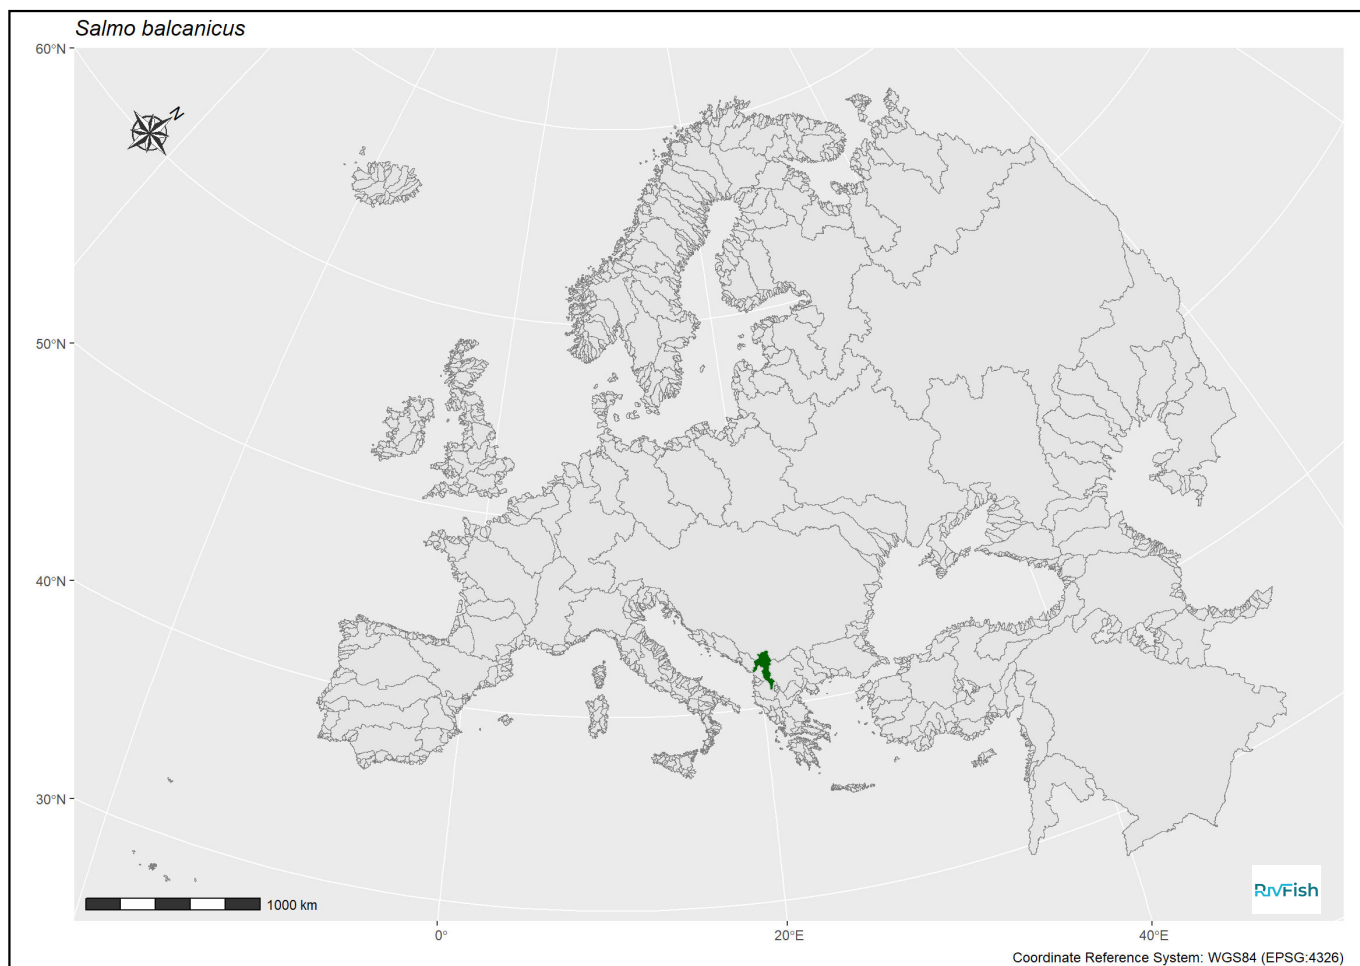 Salmo balcanicus
60°N
N
50°N
40°N
30°N
1000 km
RIVFish
0°
20°E
40°E
Coordinate Reference System: WGS84 (EPSG:4326)